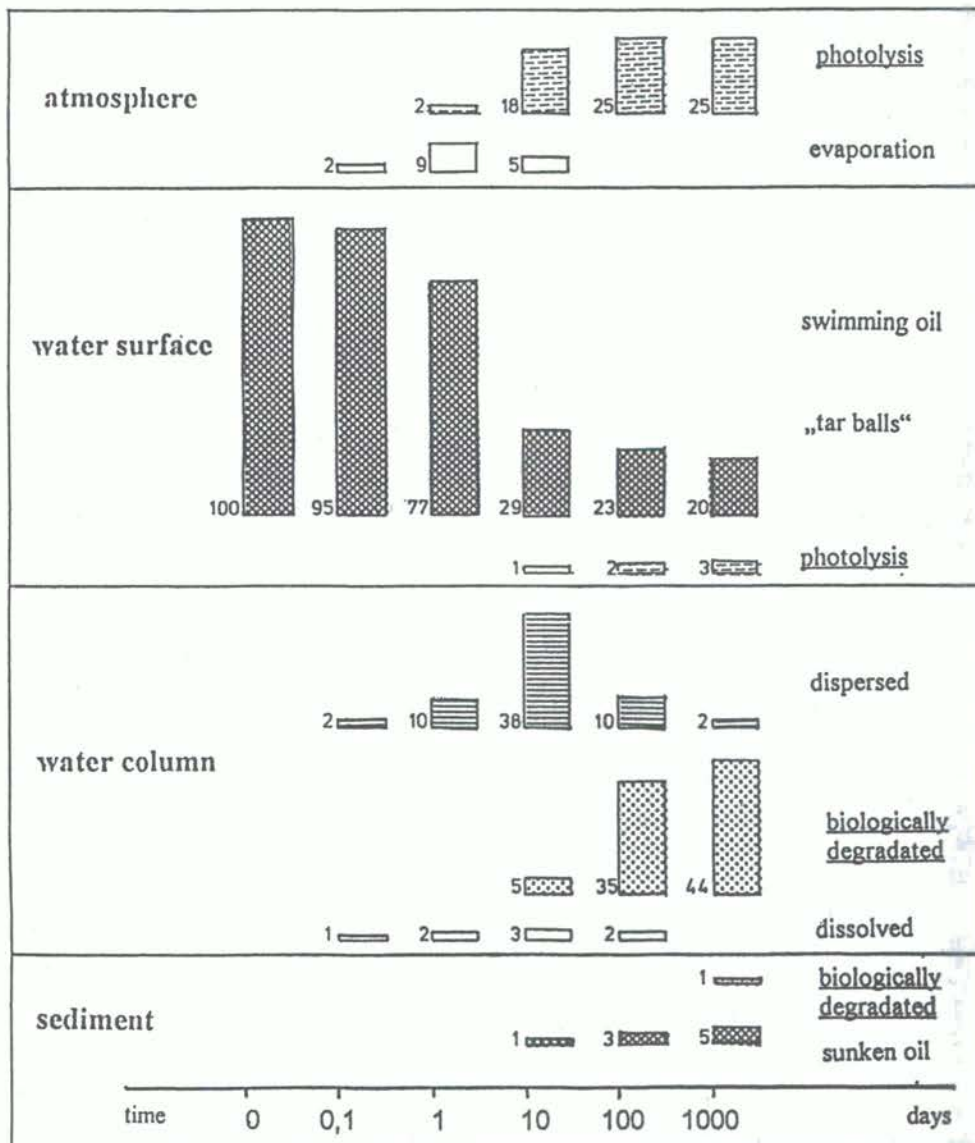 photolysis
atmosphere
2 18 25 25
evaporation
2 9 5
swimming oil
water surface
„tar balls“
100 95 77 29 23 20
1 2 3 photolysis
dispersed
2 10 38 10 2
water column
biologically
degraded
5 35 44
1 2 3 2 dissolved
1 biologically
degraded
sediment
1 3 5
sunken oil
time 0 0,1 1 10 100 1000 days